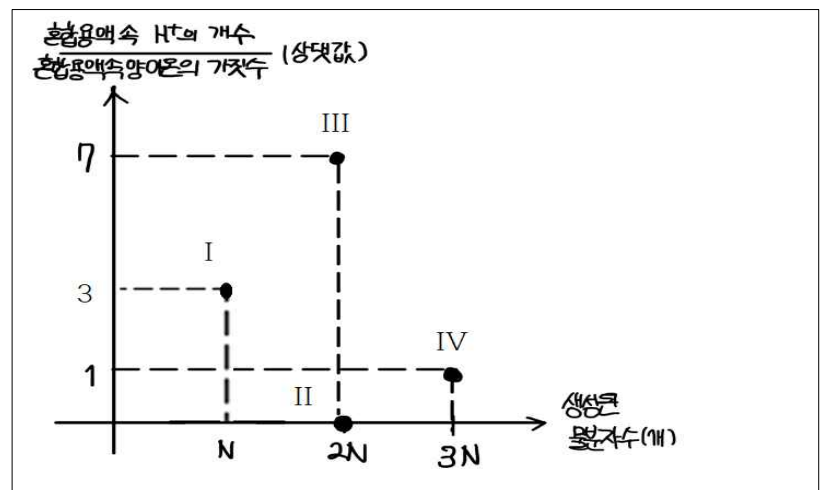 혼합용액 속 H⁺의 개수
혼합용액속양이온의 가짓수 (상댓값)
III
7
I
3
IV
1
II
생성된
물분자수(개)
N
2N
3N